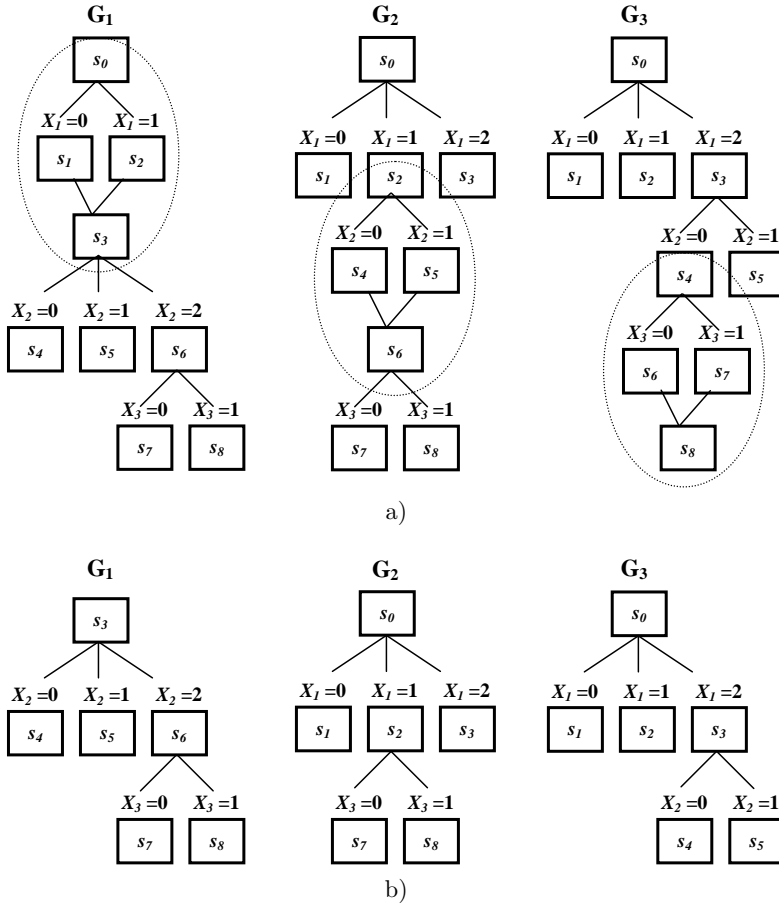 G1 G2 G3
s0 s0 s0
X1=0 X1=1 X1=0 X1=1 X1=2 X1=0 X1=1 X1=2
s1 s2 s1 s2 s3 s1 s2 s3
s3 X2=0 X2=1 X2=0 X2=1
s4 s5 s4 s5
X2=0 X2=1 X2=2 s6 X3=0 X3=1
s4 s5 s6 s6 s7
X3=0 X3=1 X3=0 X3=1
s7 s8 s7 s8 s8
a)
G1 G2 G3
s3 s0 s0
X2=0 X2=1 X2=2 X1=0 X1=1 X1=2 X1=0 X1=1 X1=2
s4 s5 s6 s1 s2 s3 s1 s2 s3
X3=0 X3=1 X3=0 X3=1 X2=0 X2=1
s7 s8 s7 s8 s4 s5
b)